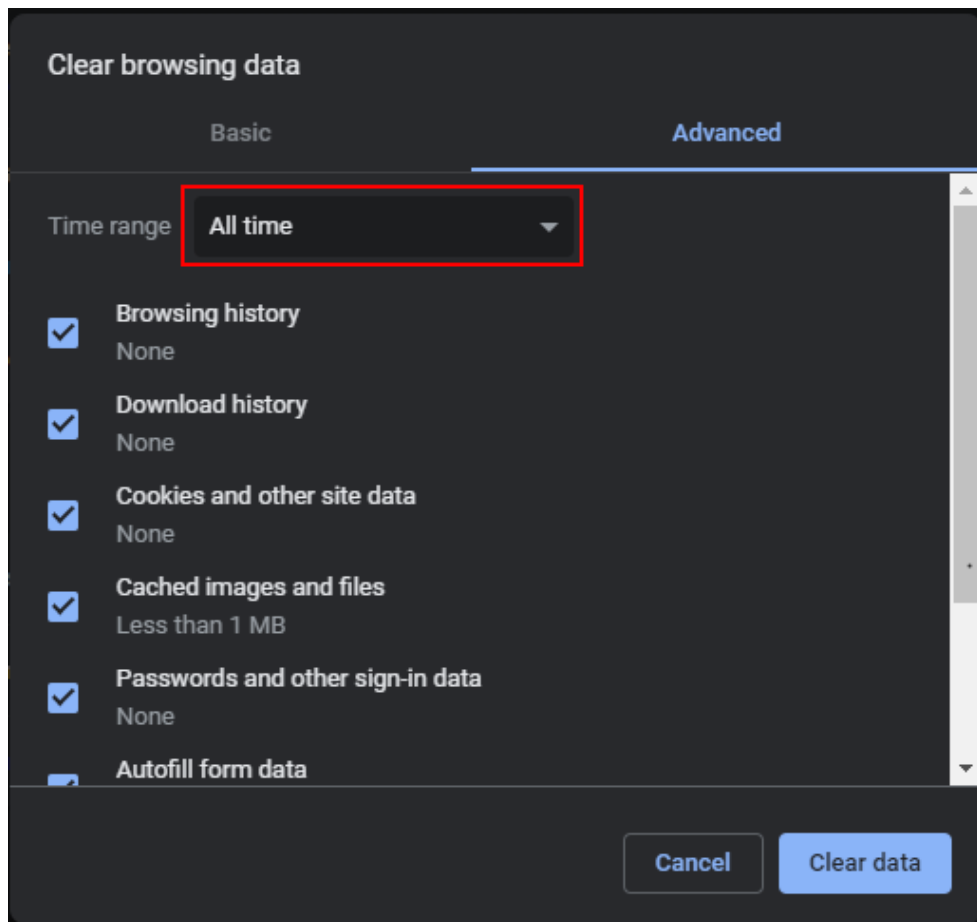 Clear browsing data
Basic
Advanced
Time range
All time
Browsing history
None
Download history
None
Cookies and other site data
None
Cached images and files
Less than 1 MB
Passwords and other sign-in data
None
Autofill form data
Cancel
Clear data